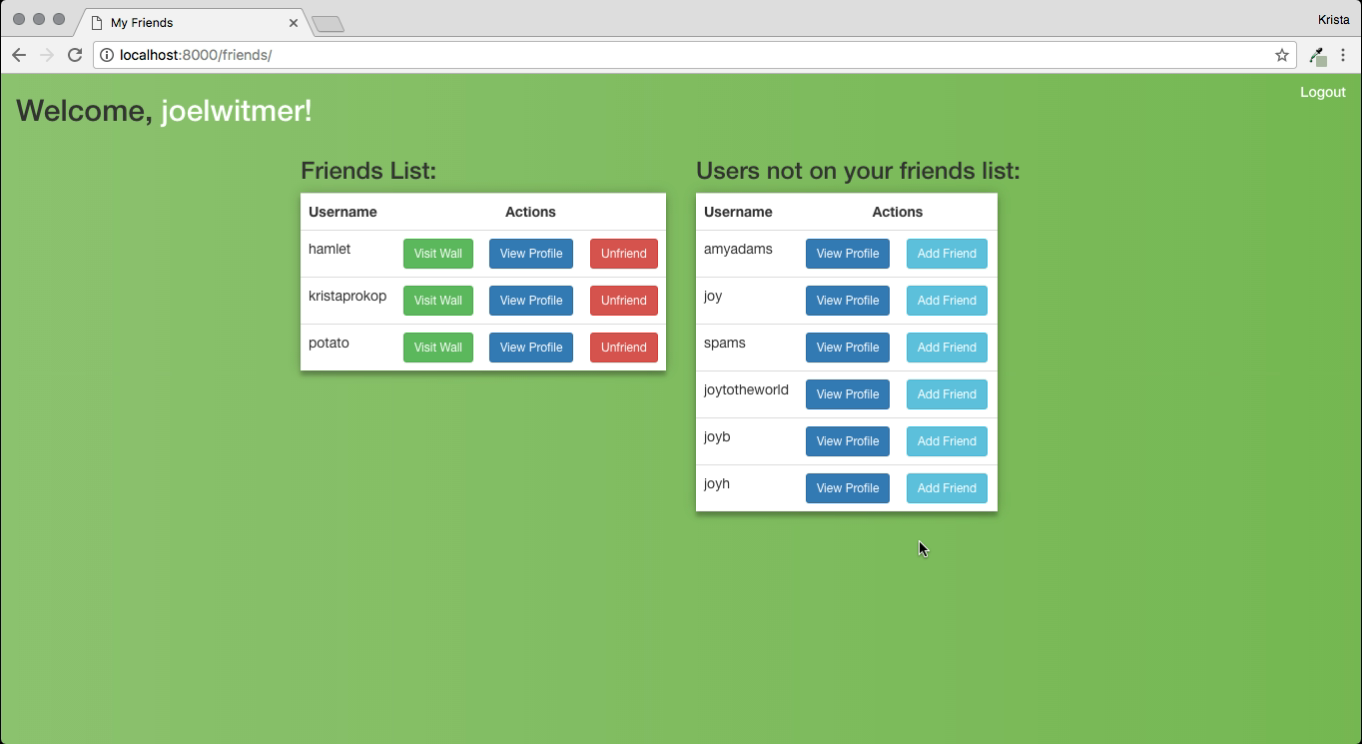 My Friends
Krista
localhost:8000/friends/
Logout
Welcome, joelwitmer!
Friends List:
Username Actions
hamlet Visit Wall View Profile Unfriend
kristaprokop Visit Wall View Profile Unfriend
potato Visit Wall View Profile Unfriend
Users not on your friends list:
Username Actions
amyadams View Profile Add Friend
joy View Profile Add Friend
spams View Profile Add Friend
joytotheworld View Profile Add Friend
joyb View Profile Add Friend
joyh View Profile Add Friend